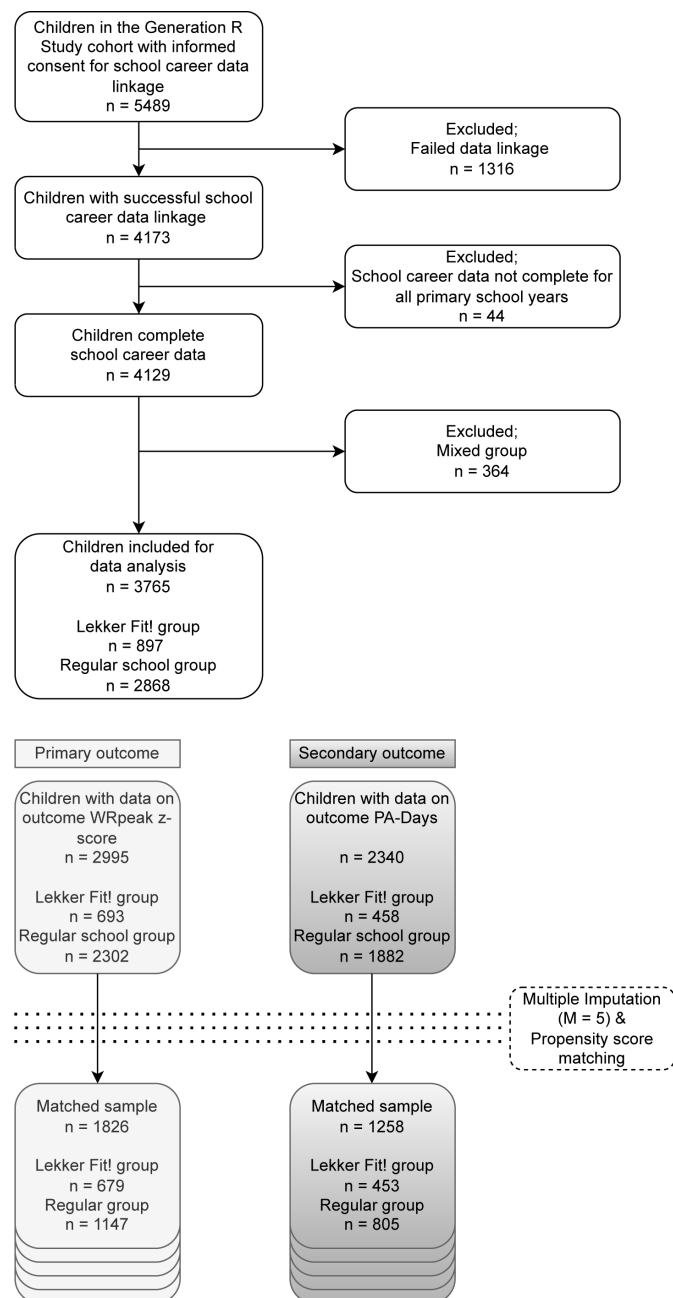 Children in the Generation R
Study cohort with informed
consent for school career data
linkage
n = 5489
Excluded;
Failed data linkage
n = 1316
Children with successful school
career data linkage
n = 4173
Excluded;
School career data not complete for
all primary school years
n = 44
Children complete
school career data
n = 4129
Excluded;
Mixed group
n = 364
Children included for
data analysis
n = 3765
Lekker Fit! group
n = 897
Regular school group
n = 2868
Primary outcome
Children with data on
outcome WRpeak z-
score
n = 2995
Lekker Fit! group
n = 693
Regular school group
n = 2302
Secondary outcome
Children with data on
outcome PA-Days
n = 2340
Lekker Fit! group
n = 458
Regular school group
n = 1882
Multiple Imputation
(M = 5) &
Propensity score
matching
Matched sample
n = 1826
Lekker Fit! group
n = 679
Regular group
n = 1147
Matched sample
n = 1258
Lekker Fit! group
n = 453
Regular group
n = 805